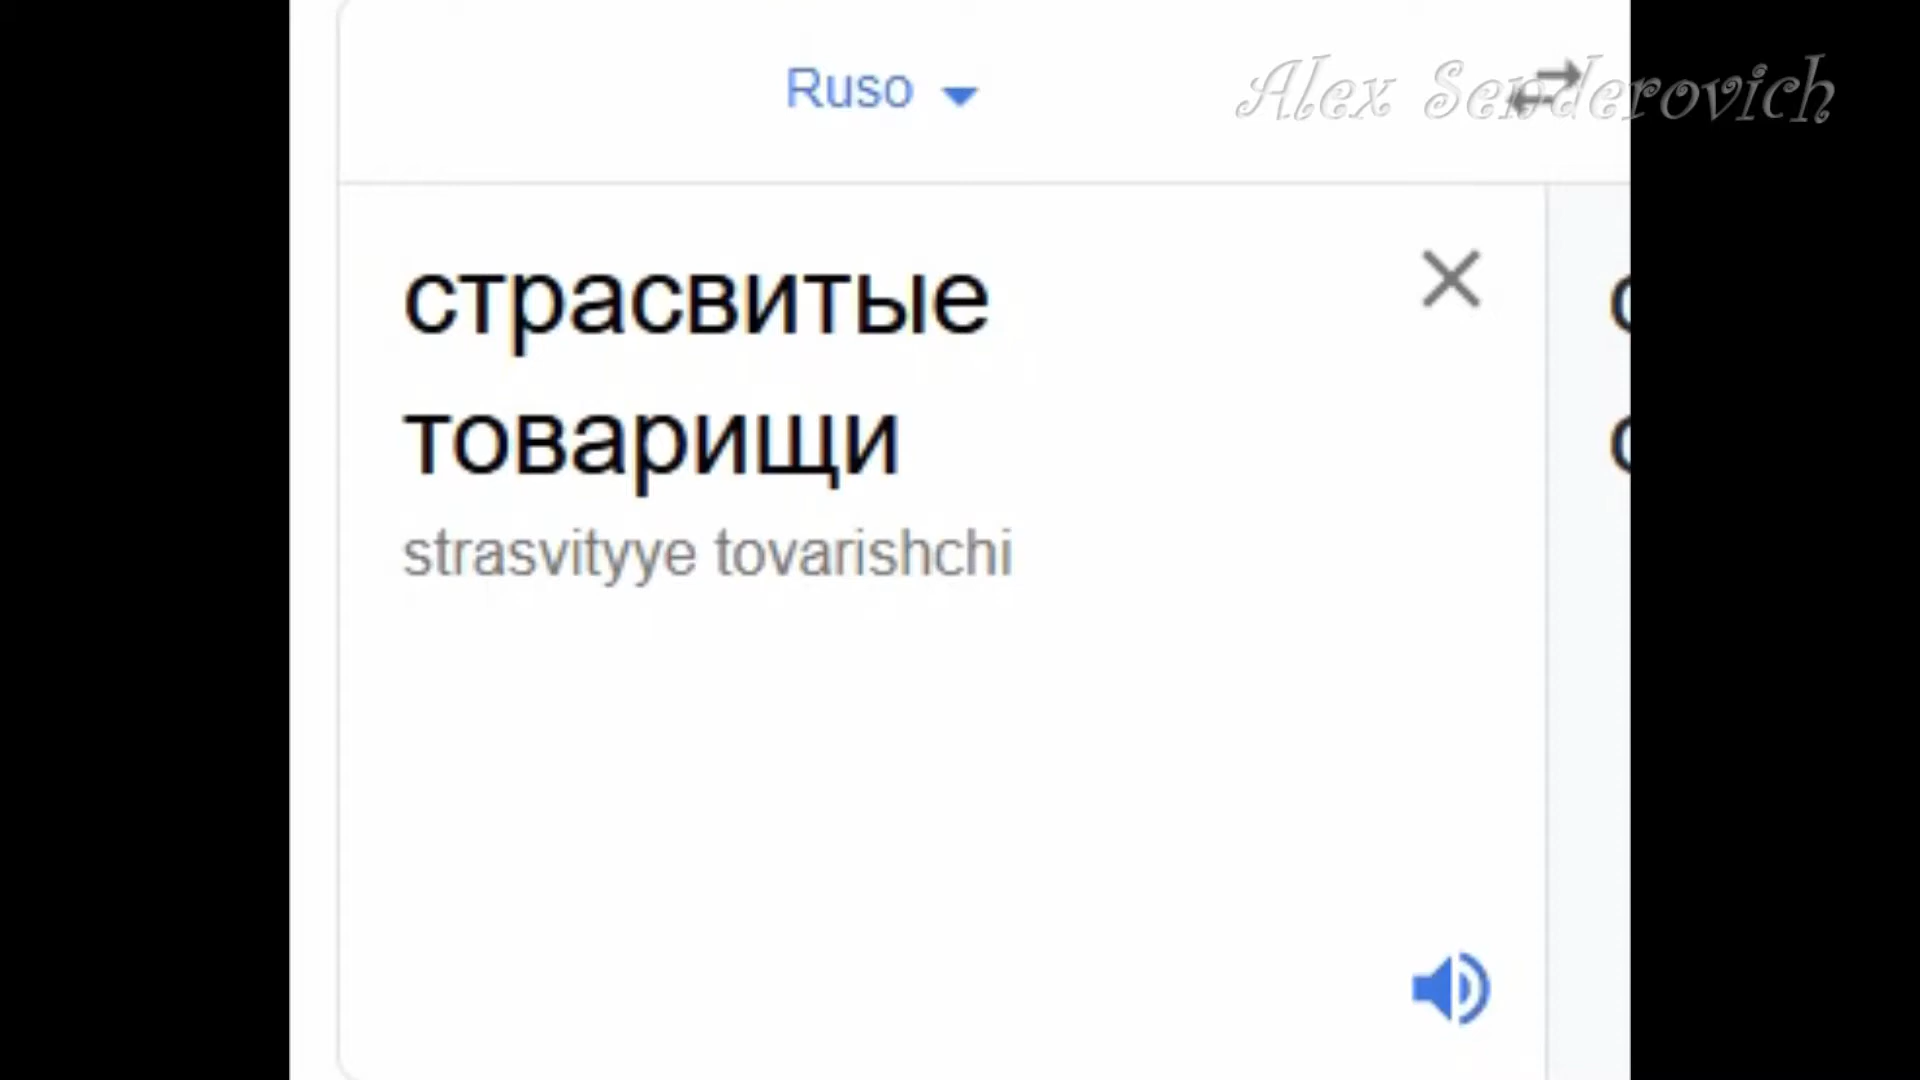 Ruso
Alex Senderovich
страсвитые
товарищи
strasvityye tovarishchi